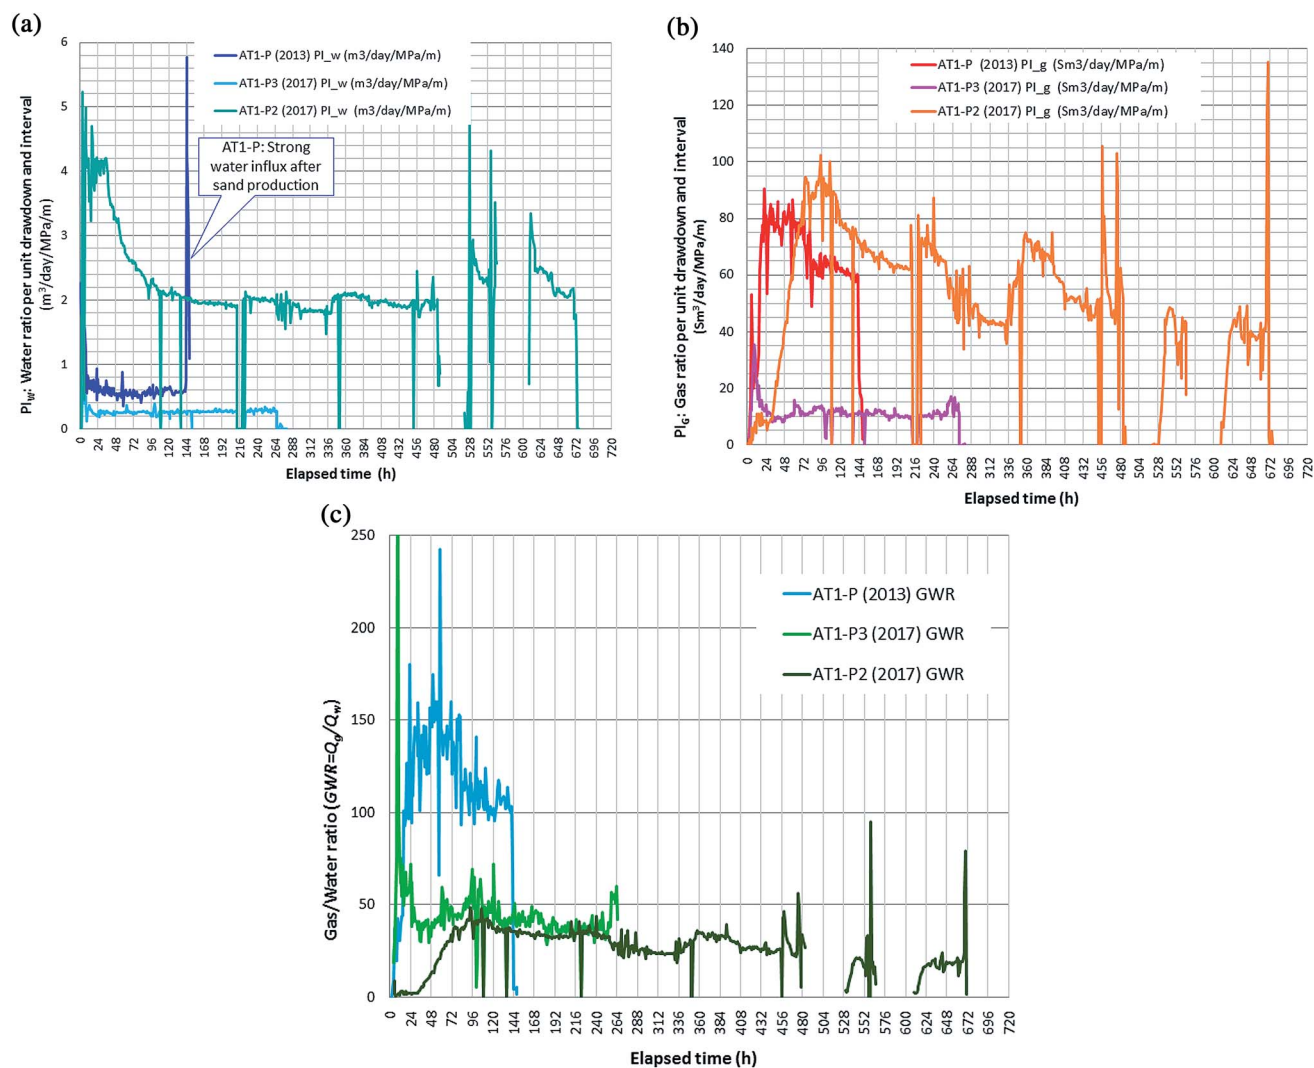 (a)
6
5
4
3
2
1
0
PIw: Water ratio per unit drawdown and interval
(m³/day/MPa/m)
AT1-P (2013) PI_w (m3/day/MPa/m)
AT1-P3 (2017) PI_w (m3/day/MPa/m)
AT1-P2 (2017) PI_w (m3/day/MPa/m)
AT1-P: Strong
water influx after
sand production
0 24 48 72 96 120 144 168 192 216 240 264 288 312 336 360 384 408 432 456 480 504 528 552 576 600 624 648 672 696 720
Elapsed time (h)
(b)
140
120
100
80
60
40
20
0
PIG: Gas ratio per unit drawdown and interval
(Sm³/day/MPa/m)
AT1-P (2013) PI_g (Sm3/day/MPa/m)
AT1-P3 (2017) PI_g (Sm3/day/MPa/m)
AT1-P2 (2017) PI_g (Sm3/day/MPa/m)
0 24 48 72 96 120 144 168 192 216 240 264 288 312 336 360 384 408 432 456 480 504 528 552 576 600 624 648 672 696 720
Elapsed time (h)
(c)
250
200
150
100
50
0
Gas/Water ratio (GWR=Qg/Qw)
AT1-P (2013) GWR
AT1-P3 (2017) GWR
AT1-P2 (2017) GWR
0 24 48 72 96 120 144 168 192 216 240 264 288 312 336 360 384 408 432 456 480 504 528 552 576 600 624 648 672 696 720
Elapsed time (h)